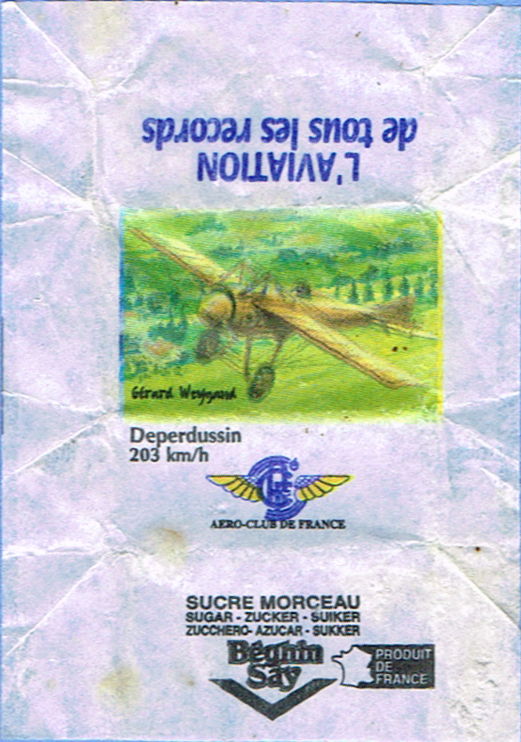 L'AVIATION
de tous les records
Gérard Weygand
Deperdussin
203 km/h
AERO-CLUB DE FRANCE
SUCRE MORCEAU
SUGAR - ZUCKER - SUIKER
ZUCCHERO - AZUCAR - SUKKER
Béghin
Say
PRODUIT
DE
FRANCE